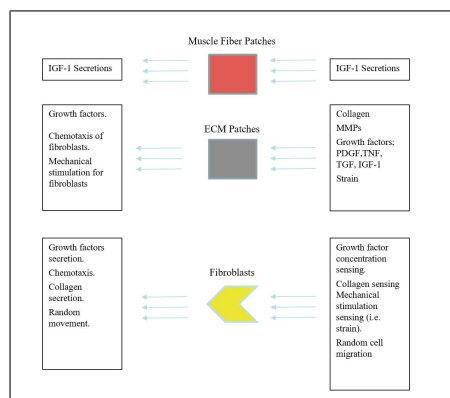 Muscle Fiber Patches
IGF-1 Secretions
IGF-1 Secretions
Growth factors.
Chemotaxis of
fibroblasts.
Mechanical
stimulation for
fibroblasts
ECM Patches
Collagen
MMPs
Growth factors;
PDGF,TNF,
TGF, IGF-1
Strain
Growth factors
secretion.
Chemotaxis.
Collagen
secretion.
Random
movement.
Fibroblasts
Growth factor
concentration
sensing.
Collagen sensing
Mechanical
stimulation
sensing (i.e.
strain).
Random cell
migration